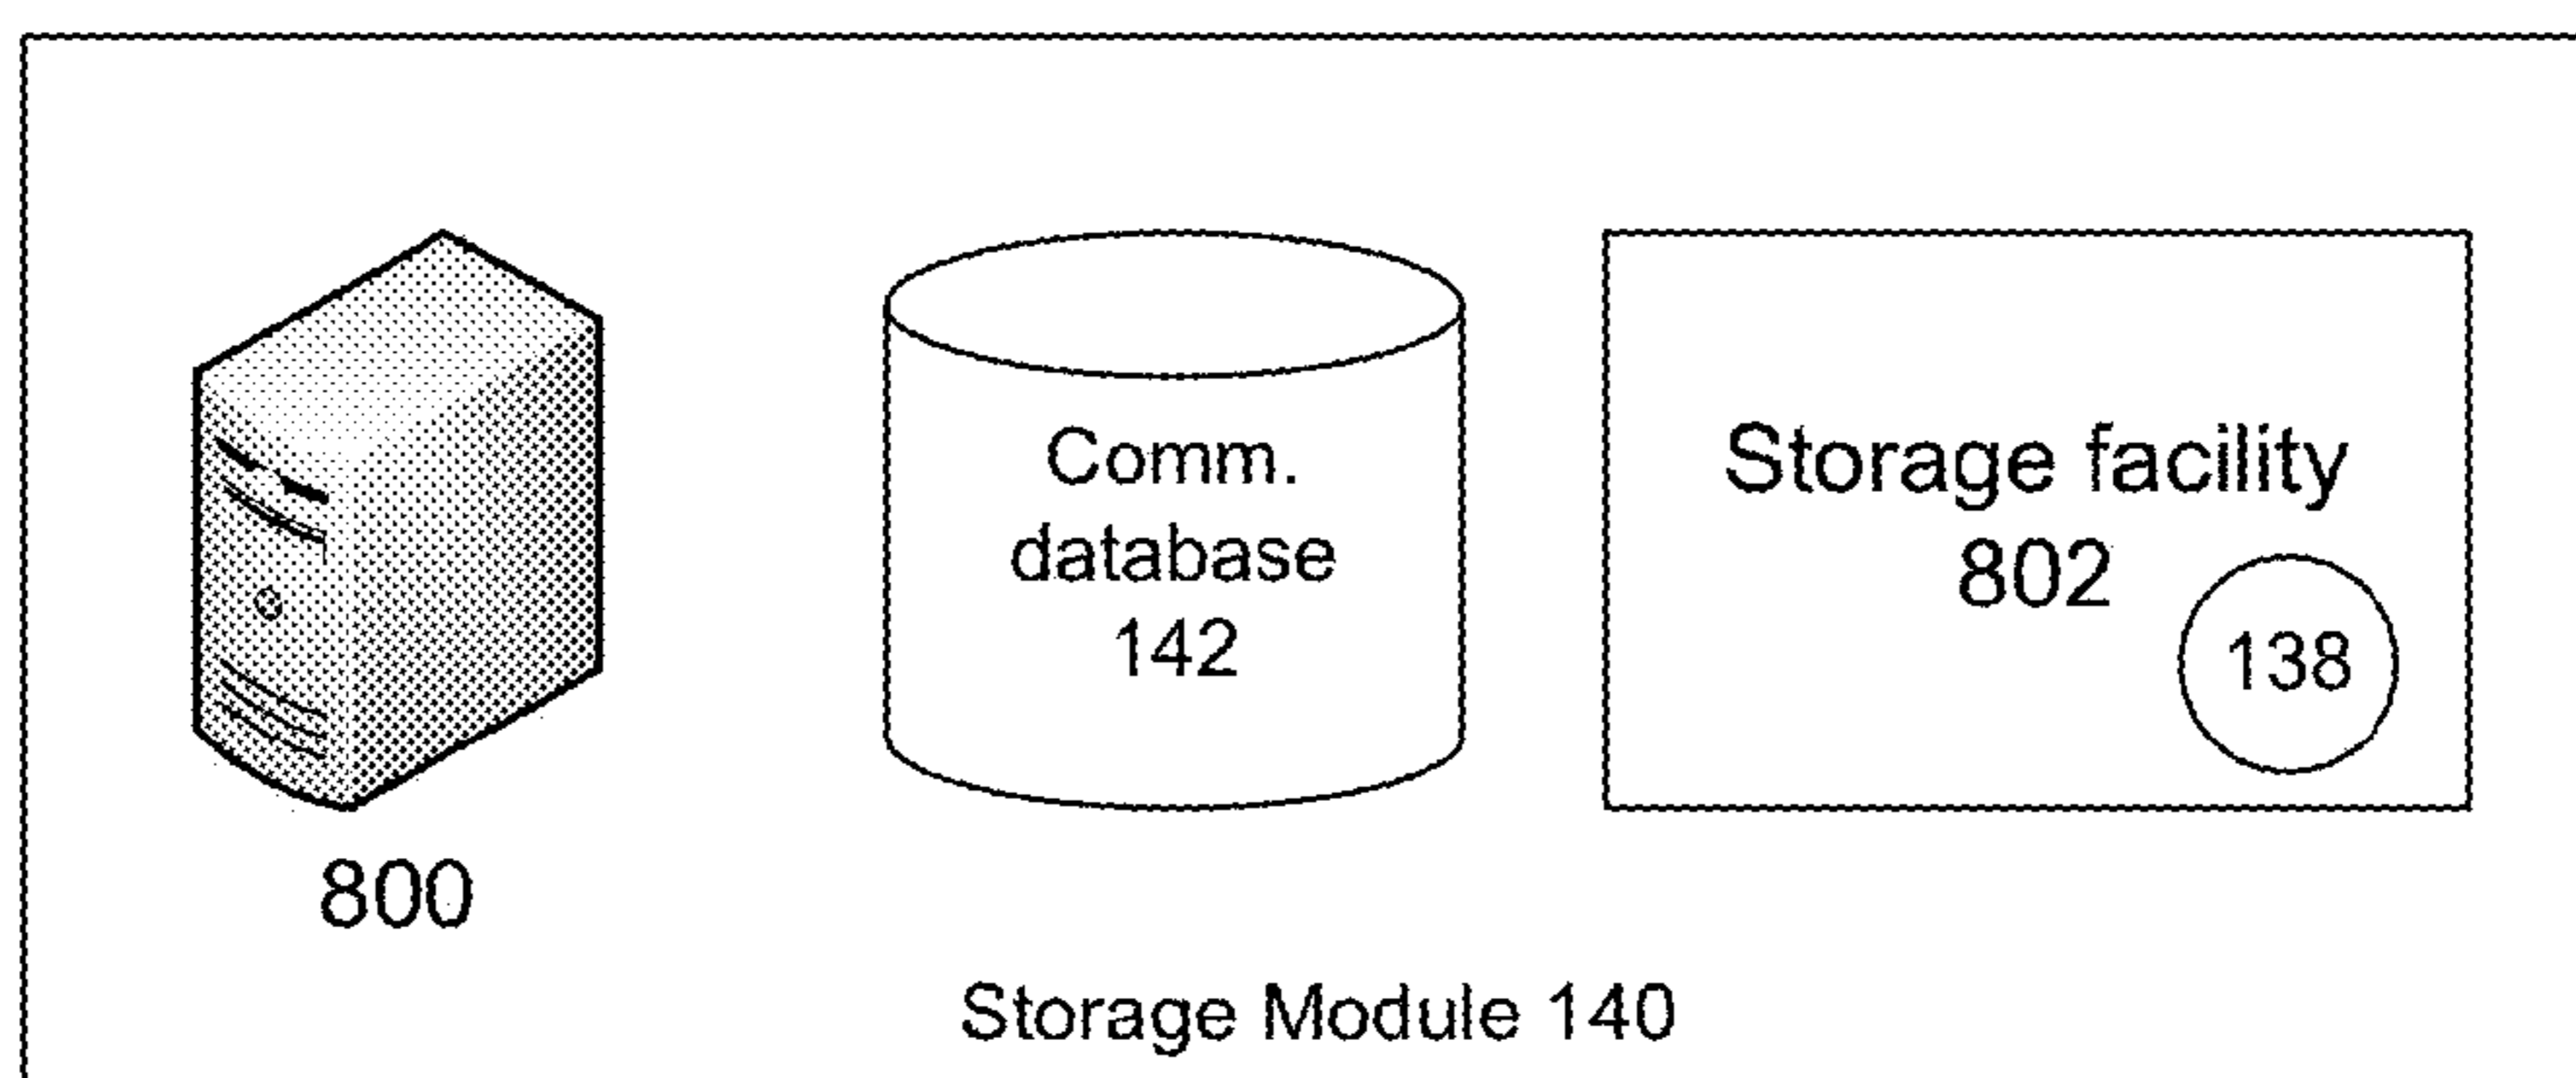 Comm.
database
142
Storage facility
802
138
800
Storage Module 140